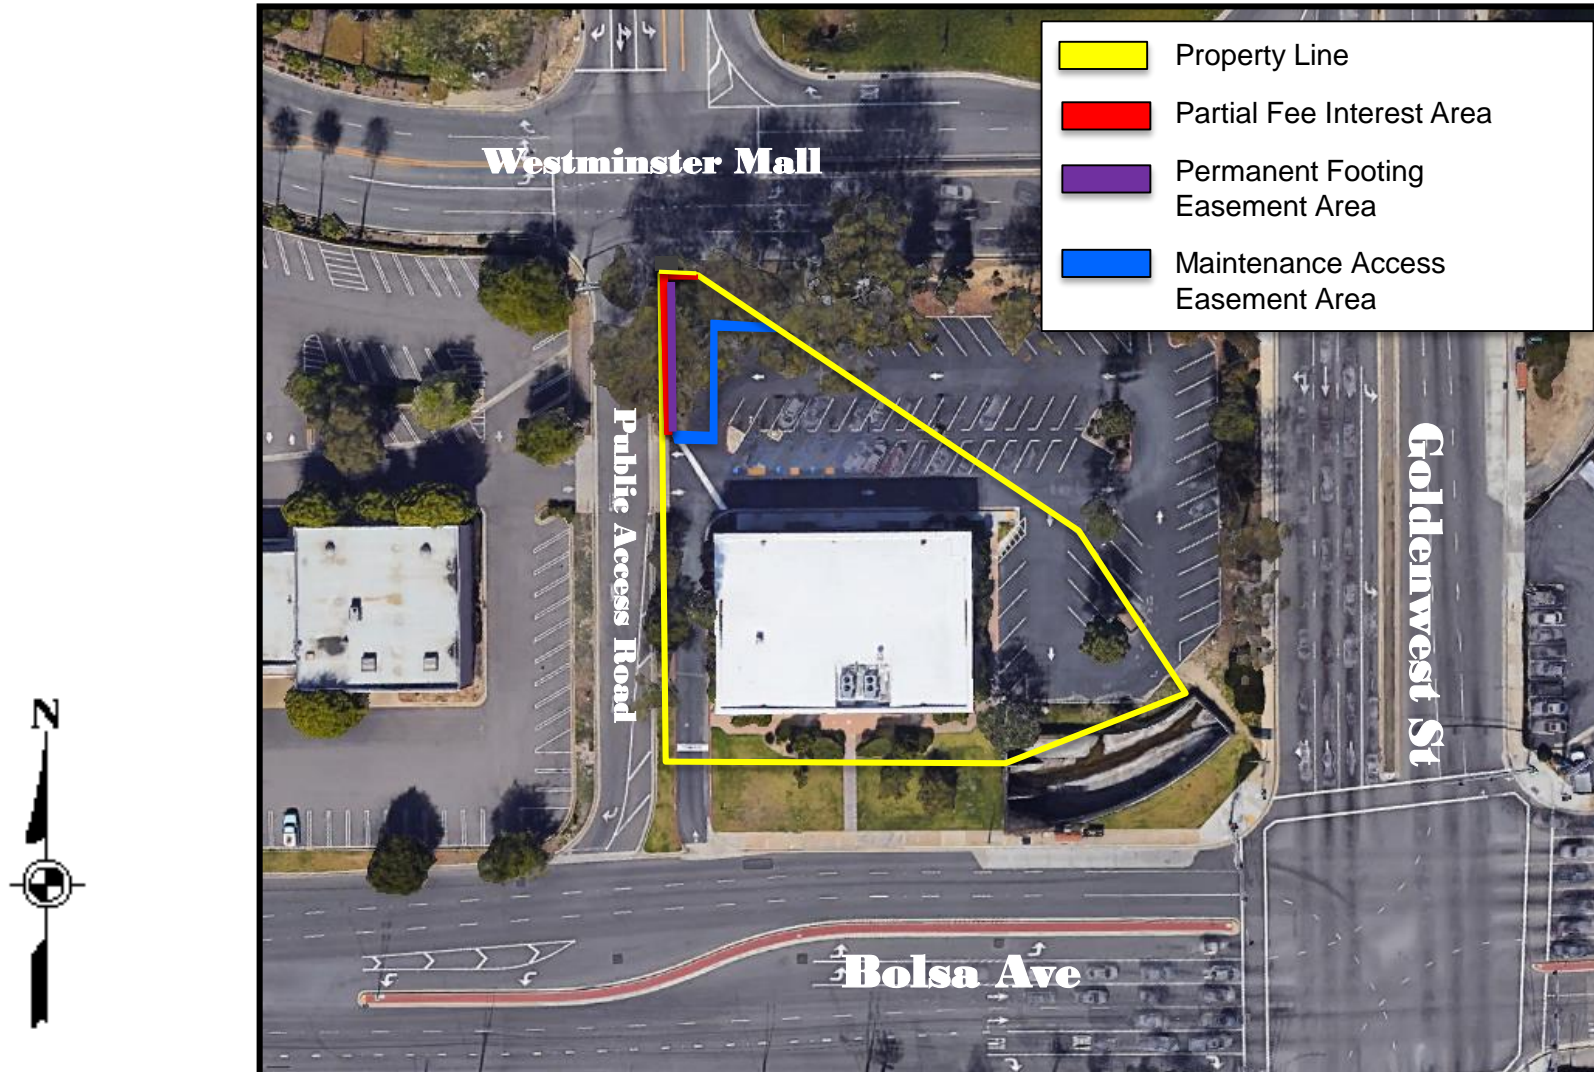 Property Line
Partial Fee Interest Area
Permanent Footing
Easement Area
Maintenance Access
Easement Area
Westminster Mall
Public Access Road
Goldenwest St
N
Bolsa Ave